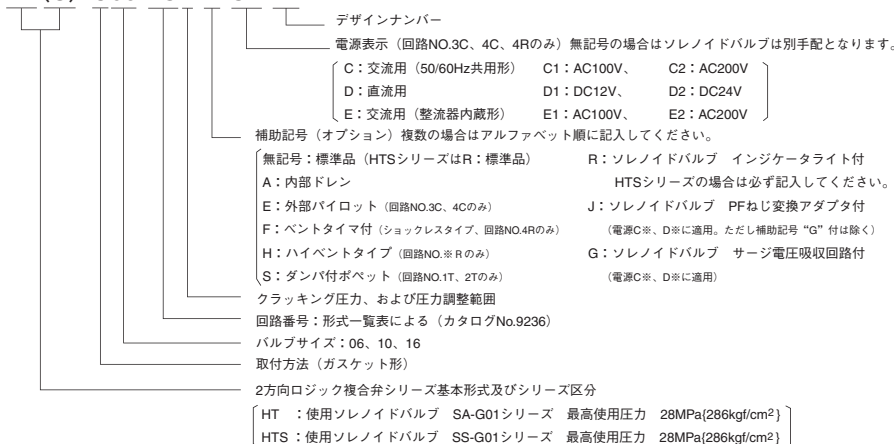 デザインナンバー
電源表示（回路NO.3C、4C、4Rのみ）無記号の場合はソレノイドバルブは別手配となります。
C：交流用（50/60Hz共用形） C1：AC100V、 C2：AC200V
D：直流用 D1：DC12V、 D2：DC24V
E：交流用（整流器内蔵形） E1：AC100V、 E2：AC200V
補助記号（オプション）複数の場合はアルファベット順に記入してください。
無記号：標準品（HTSシリーズはR：標準品） R：ソレノイドバルブ インジケータライト付
A：内部ドレン HTSシリーズの場合は必ず記入してください。
E：外部パイロット（回路NO.3C、4Cのみ） J：ソレノイドバルブ PFねじ変換アダプタ付
F：ベントタイマ付（ショックレスタイプ、回路NO.4Rのみ） （電源C※、D※に適用。ただし補助記号“G”付は除く）
H：ハイベントタイプ（回路NO.※Rのみ） G：ソレノイドバルブ サージ電圧吸収回路付
S：ダンパ付ポペット（回路NO.1T、2Tのみ） （電源C※、D※に適用）
クラッキング圧力、および圧力調整範囲
回路番号：形式一覧表による（カタログNo.9236）
バルブサイズ：06、10、16
取付方法（ガスケット形）
2方向ロジック複合弁シリーズ基本形式及びシリーズ区分
HT ：使用ソレノイドバルブ SA-G01シリーズ 最高使用圧力 28MPa{286kgf/cm²}
HTS：使用ソレノイドバルブ SS-G01シリーズ 最高使用圧力 28MPa{286kgf/cm²}